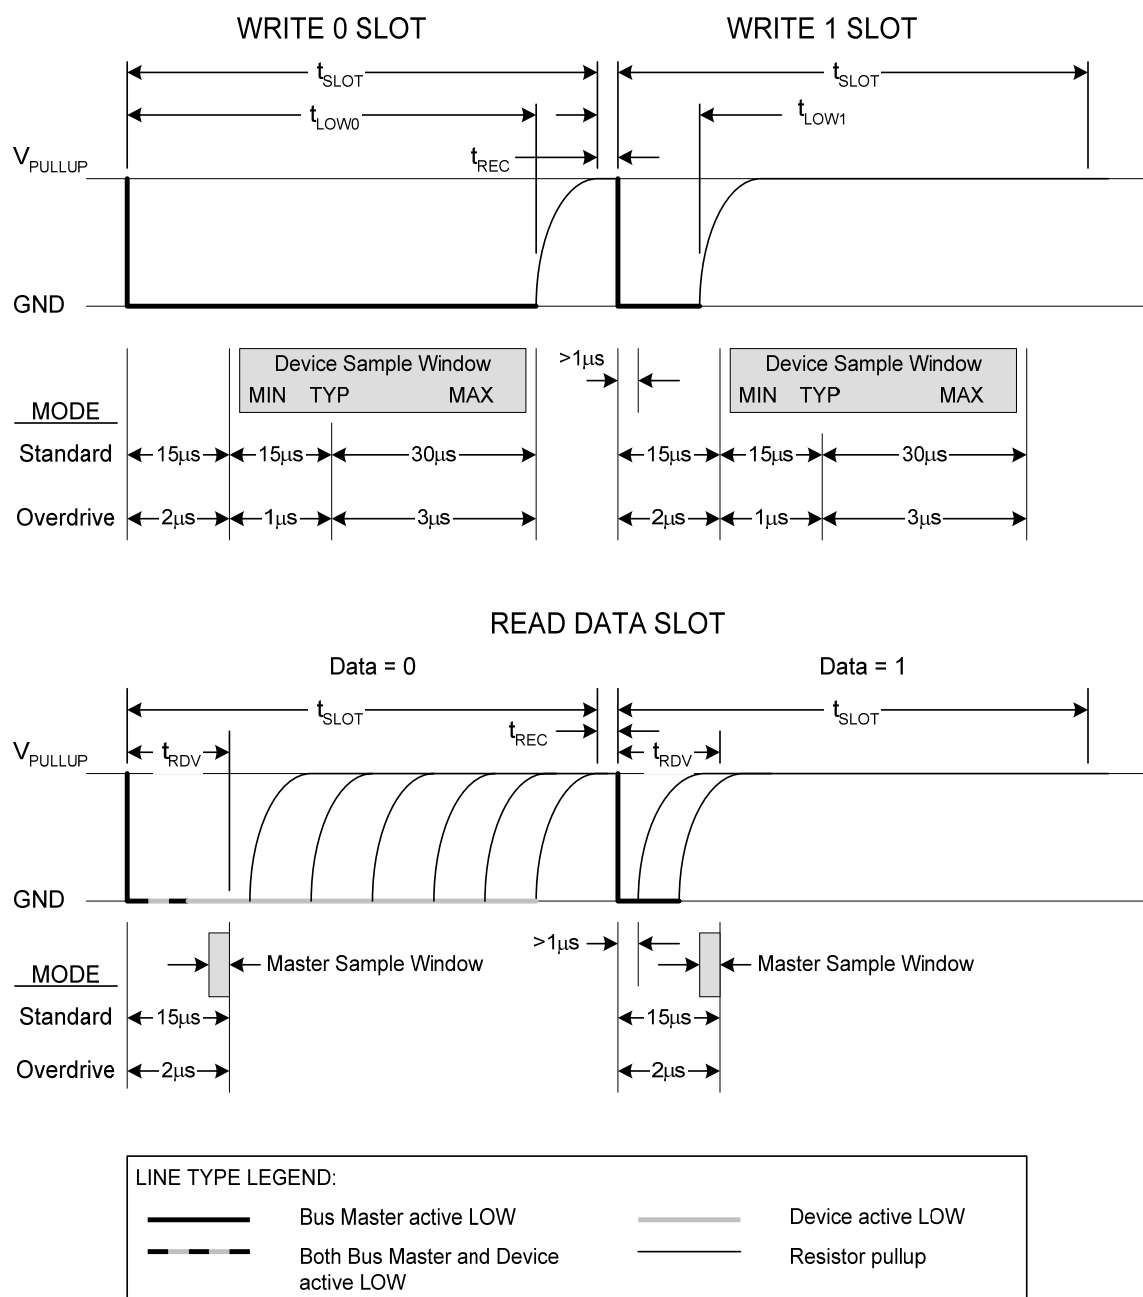 WRITE 0 SLOT WRITE 1 SLOT
tSLOT tSLOT
tLOW0 tLOW1
VPULLUP tREC
GND
Device Sample Window >1μs Device Sample Window
MIN TYP MAX MIN TYP MAX
MODE
Standard 15μs 15μs 30μs 15μs 15μs 30μs
Overdrive 2μs 1μs 3μs 2μs 1μs 3μs
READ DATA SLOT
Data = 0 Data = 1
tSLOT tSLOT
tREC
VPULLUP tRDV tRDV
GND
>1μs
MODE Master Sample Window Master Sample Window
Standard 15μs 15μs
Overdrive 2μs 2μs
LINE TYPE LEGEND:
Bus Master active LOW Device active LOW
Both Bus Master and Device Resistor pullup
active LOW